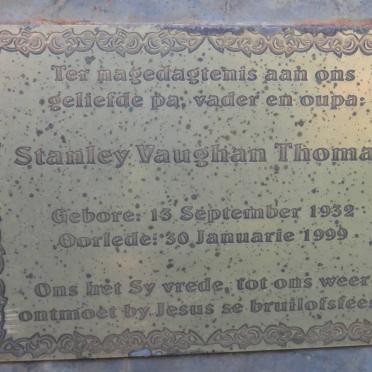 Ter nagedagtenis aan ons
geliefde pa, vader en oupa:
Stanley Vaughan Thoma
Gebore: 13 September 1932
Oorlede: 30 Januarie 1999
Ons het Sy vrede, tot ons weer
ontmoet by Jesus se bruilofsfees